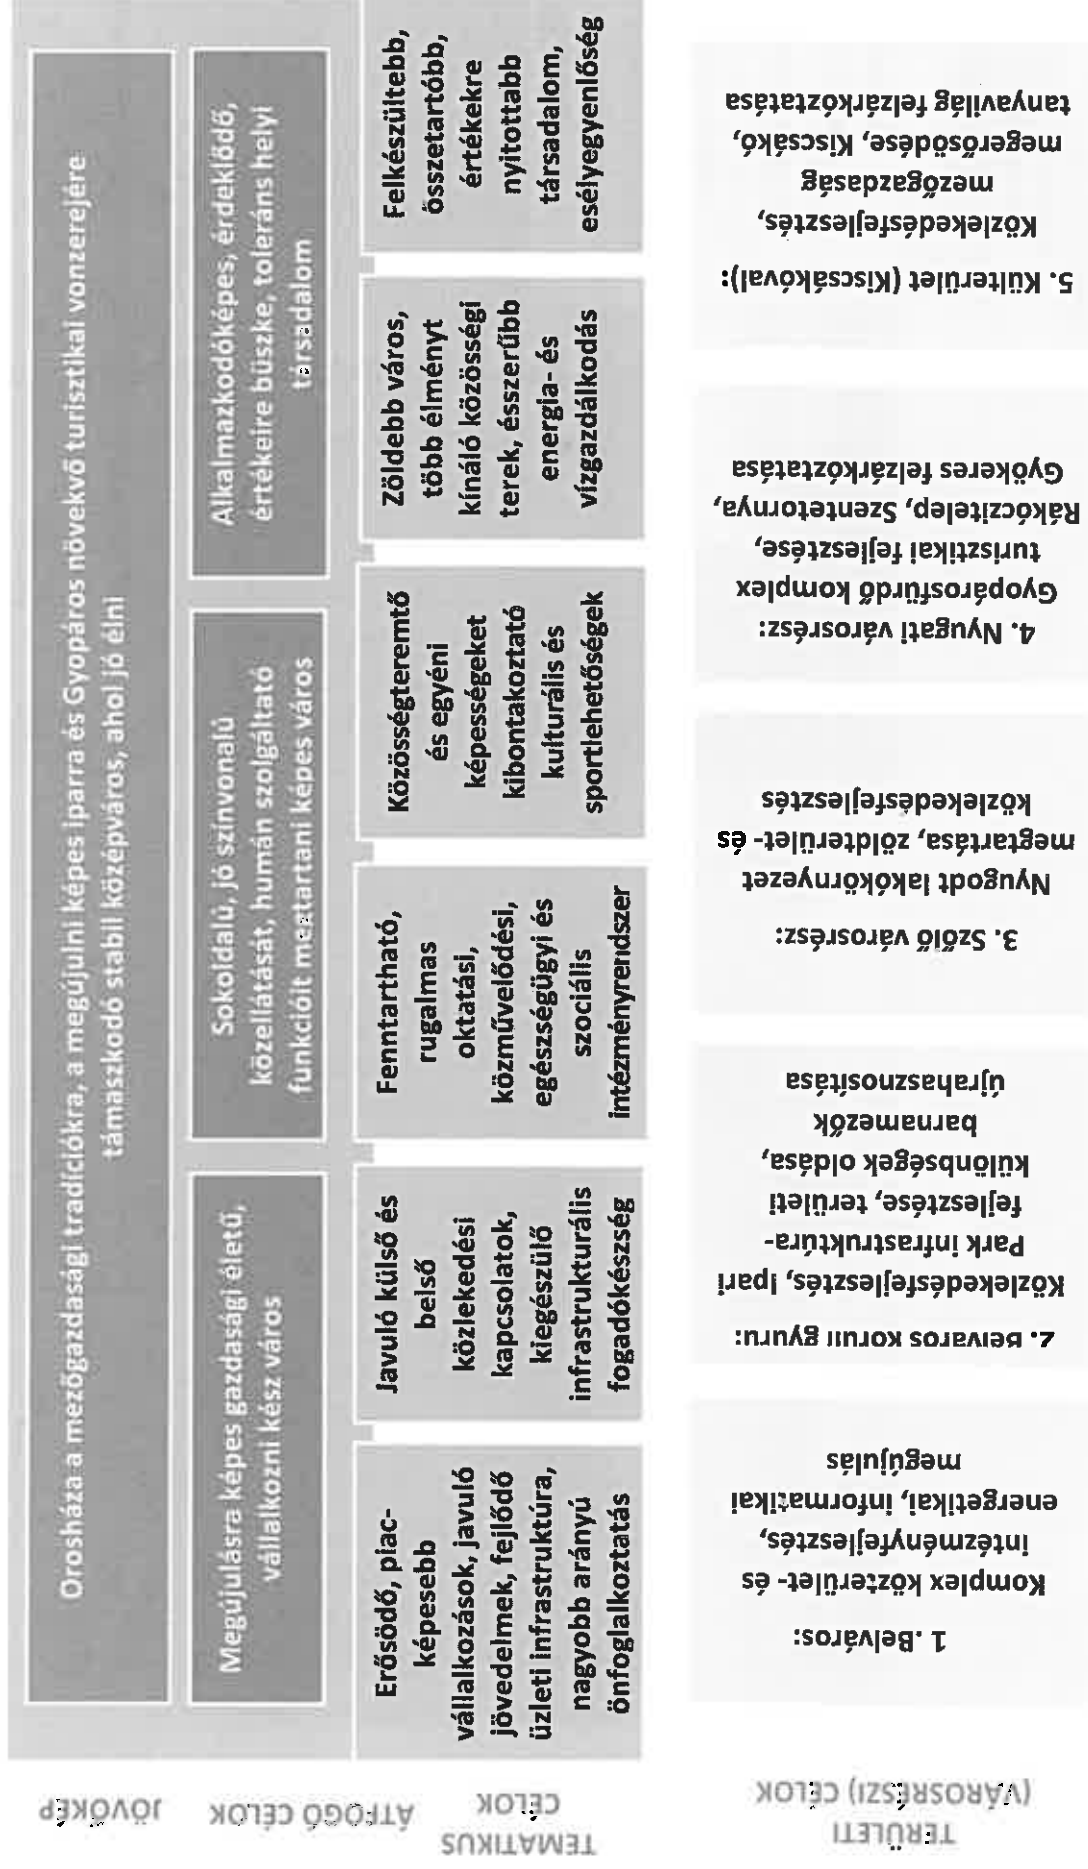 JÖVŐKÉP
Orosháza a mezőgazdasági tradíciókra, a megújulni képes iparra és Gyopáros növekvő turisztikai vonzerejére
támaszkodó stabil középváros, ahol jó élni
ÁTFOGÓ CÉLOK
Megújulásra képes gazdasági életű,
vállalkozni kész város
Sokoldalú, jó színvonalú
közellátását, humán szolgáltató
funkcióit megtartani képes város
Alkalmazkodóképes, érdeklődő,
értékeire büszke, toleráns helyi
társadalom
TEMATIKUS
CÉLOK
Erősödő, piac-
képesebb
vállalkozások, javuló
jövedelmek, fejlődő
üzleti infrastruktúra,
nagyobb arányú
önfoglalkoztatás
Javuló külső és
belső
közlekedési
kapcsolatok,
kiegészülő
infrastrukturális
fogadókészség
Fenntartható,
rugalmas
oktatási,
közművelődési,
egészségügyi és
szociális
intézményrendszer
Közösségteremtő
és egyéni
képességeket
kibontakoztató
kulturális és
sportlehetőségek
Zöldebb város,
több élményt
kínáló közösségi
terek, ésszerűbb
energia- és
vízgazdálkodás
Felkészültebb,
összetartóbb,
értékekre
nyitottabb
társadalom,
esélyegyenlőség
TERÜLETI
(VÁROSRÉSZI) CÉLOK
1. Belváros:
Komplex közterület- és
intézményfejlesztés,
energetikai, informatikai
megújulás
2. Belváros körüli gyűrű:
Közlekedésfejlesztés, Ipari
Park infrastruktúra-
fejlesztése, területi
különbségek oldása,
barnamezők
újrahasznosítása
3. Szőlő városrész:
Nyugodt lakókörnyezet
megtartása, zöldterület- és
közlekedésfejlesztés
4. Nyugati városrész:
Gyopárosfürdő komplex
turisztikai fejlesztése,
Rákóczitelep, Szentetornya,
Gyökeres felzárkóztatása
5. Külterület (Kiscsákóval):
Közlekedésfejlesztés,
mezőgazdaság
megerősödése, Kiscsákó,
tanyavilág felzárkóztatása